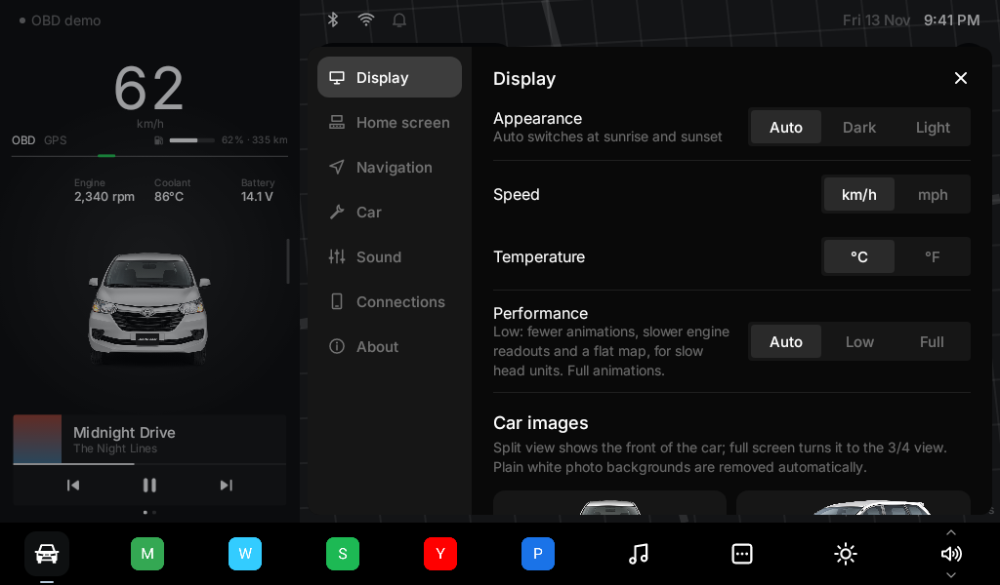 OBD demo
62
km/h
OBD GPS
62% · 335 km
Engine
2,340 rpm
Coolant
86°C
Battery
14.1 V
Midnight Drive
The Night Lines
Fri 13 Nov 9:41 PM
Display
Home screen
Navigation
Car
Sound
Connections
About
Display
Appearance
Auto switches at sunrise and sunset
Auto Dark Light
Speed
km/h mph
Temperature
°C °F
Performance
Low: fewer animations, slower engine
readouts and a flat map, for slow
head units. Full animations.
Auto Low Full
Car images
Split view shows the front of the car; full screen turns it to the 3/4 view.
Plain white photo backgrounds are removed automatically.
M W S Y P